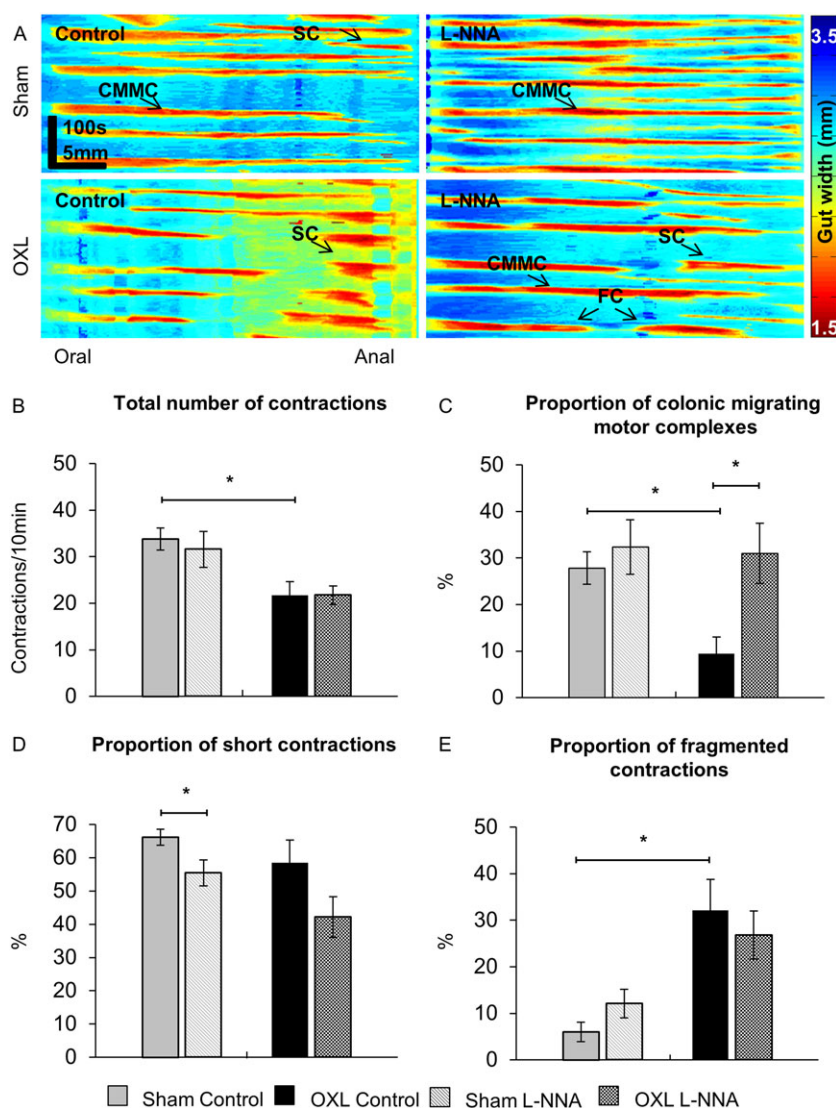 A
Control
SC
CMMC
100s
5mm
Sham
L-NNA
CMMC
3.5
Gut width (mm)
1.5
Control
SC
OXL
L-NNA
SC
CMMC
FC
Oral
Anal
B
Total number of contractions
50
40
30
20
10
0
Contractions/10min
*
C
Proportion of colonic migrating
motor complexes
50
40
30
20
10
0
%
*
*
D
Proportion of short contractions
70
60
50
40
30
20
10
0
%
*
E
Proportion of fragmented
contractions
50
40
30
20
10
0
%
*
Sham Control
OXL Control
Sham L-NNA
OXL L-NNA